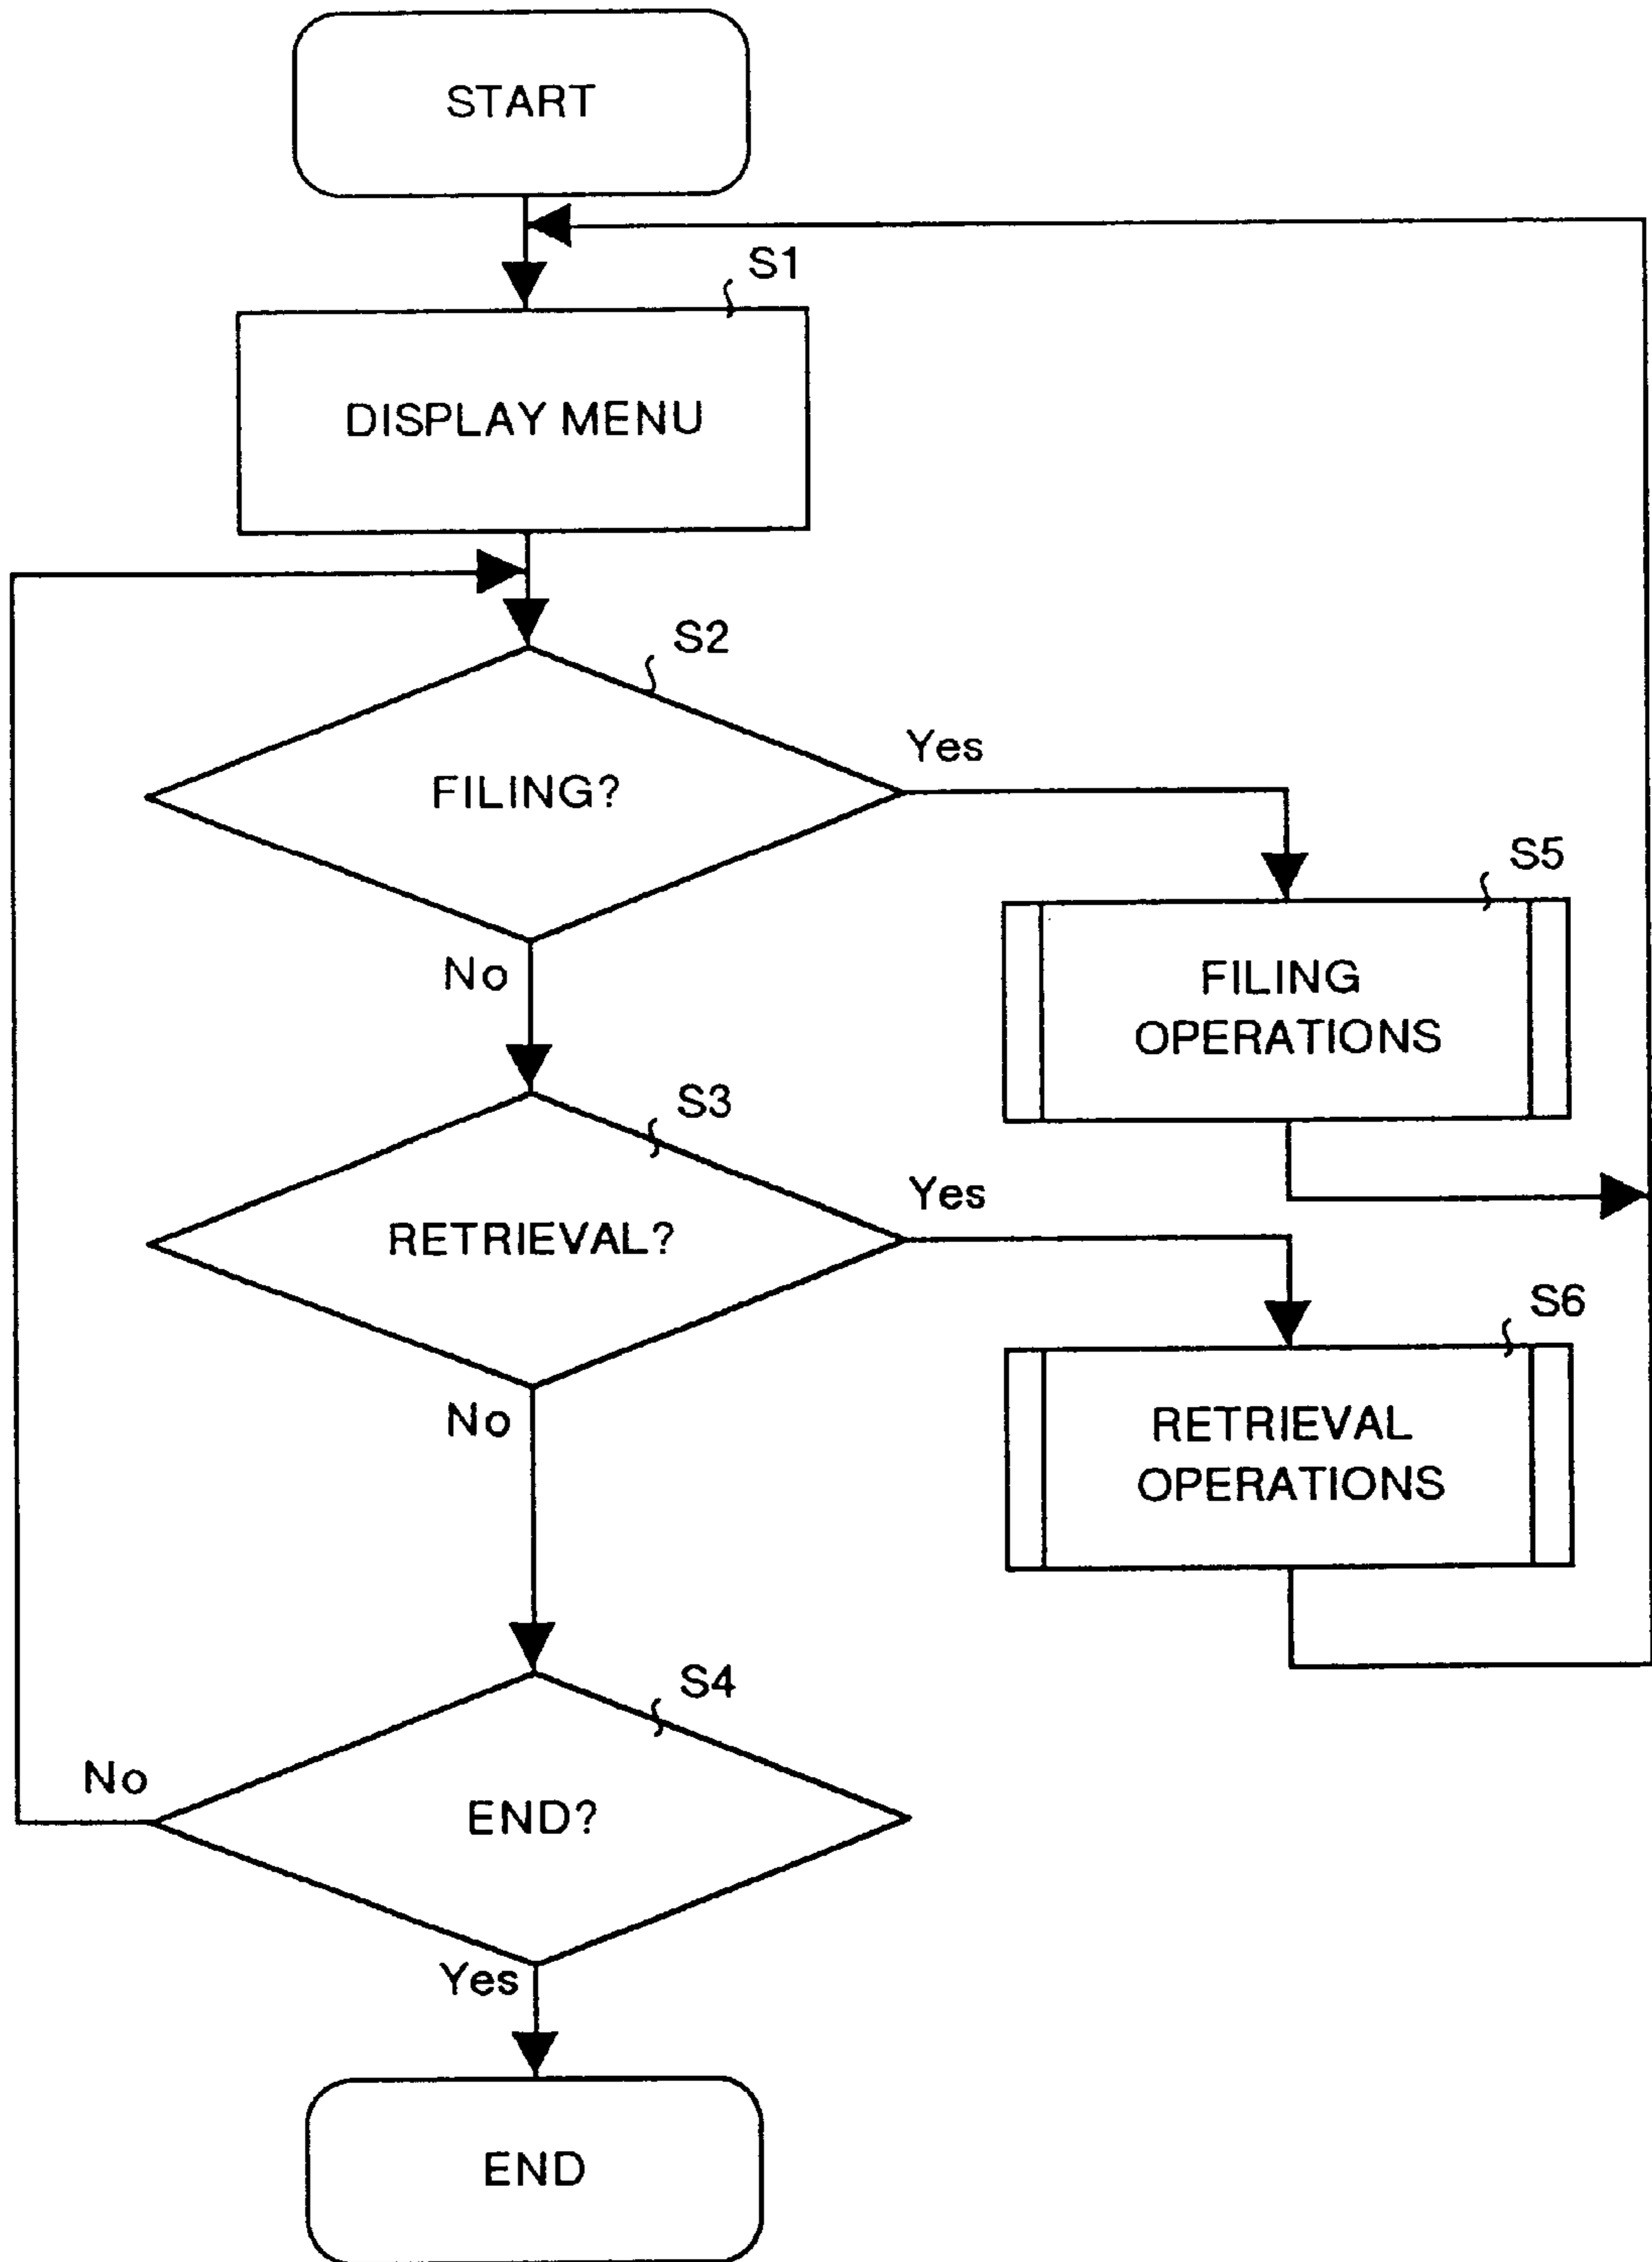 START
S1
DISPLAY MENU
S2
FILING?
Yes
No
S5
FILING
OPERATIONS
S3
RETRIEVAL?
Yes
No
S6
RETRIEVAL
OPERATIONS
S4
END?
No
Yes
END